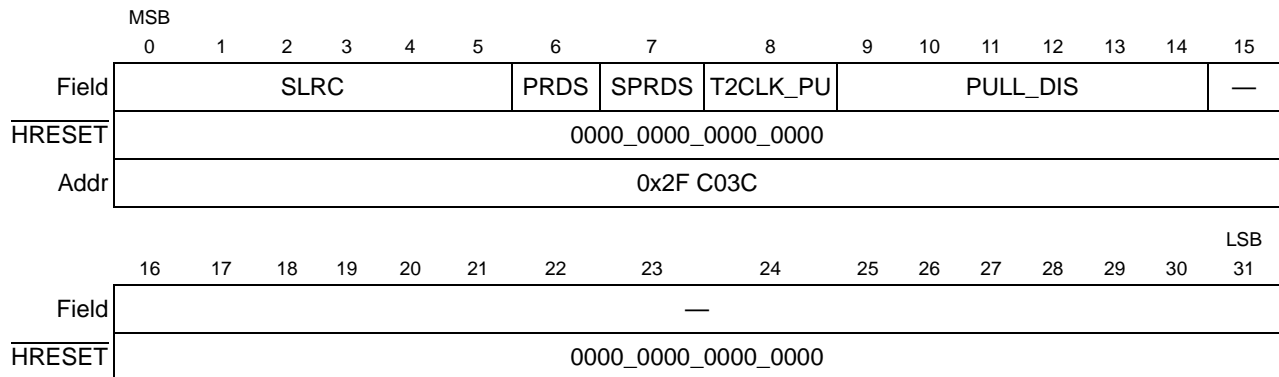 MSB
0 1 2 3 4 5 6 7 8 9 10 11 12 13 14 15
Field SLRC PRDS SPRDS T2CLK_PU PULL_DIS —
HRESET 0000_0000_0000_0000
Addr 0x2F C03C
LSB
16 17 18 19 20 21 22 23 24 25 26 27 28 29 30 31
Field —
HRESET 0000_0000_0000_0000